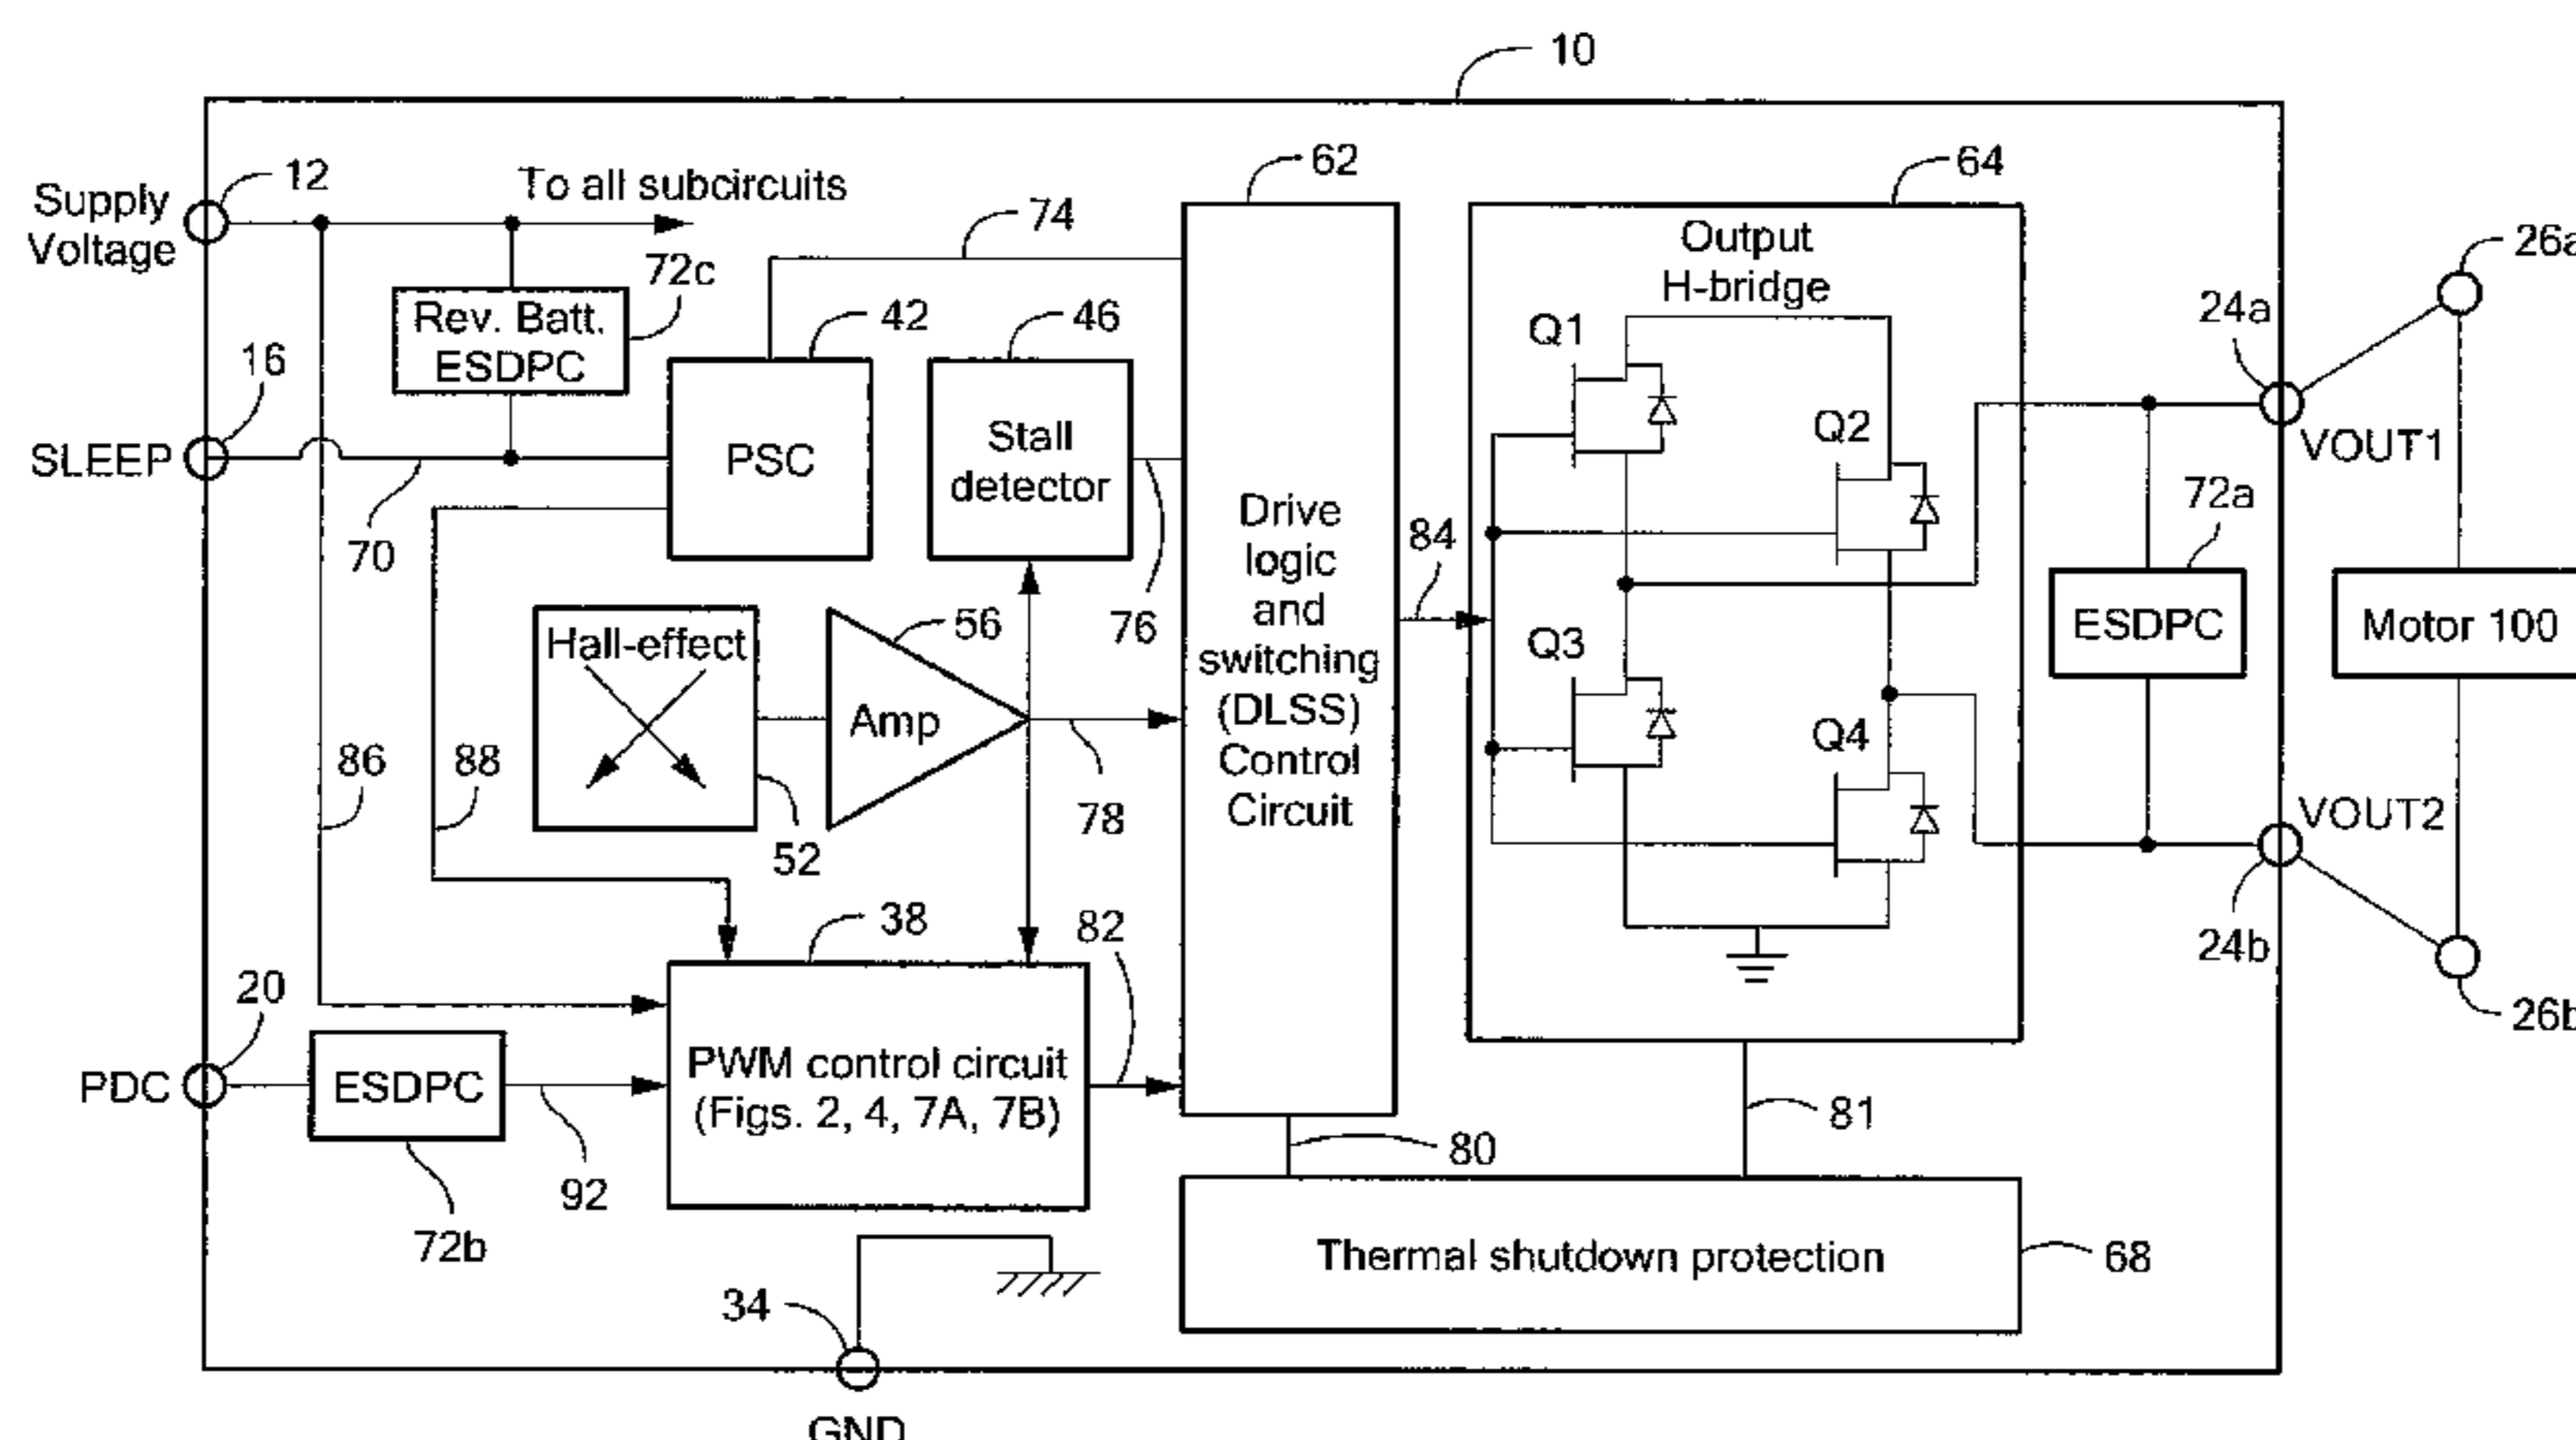 10
12
To all subcircuits
62
64
Supply
Voltage
74
Output
H-bridge
26a
72c
24a
Rev. Batt.
ESDPC
42
46
Q1
16
Q2
VOUT1
SLEEP
PSC
Stall
detector
72a
70
84
Drive
logic
and
switching
(DLSS)
Control
Circuit
Hall-effect
56
76
Q3
ESDPC
Motor 100
Amp
Q4
86
88
78
VOUT2
52
38
82
24b
20
26b
PDC
ESDPC
PWM control circuit
(Figs. 2, 4, 7A, 7B)
81
80
92
72b
Thermal shutdown protection
68
34
GND